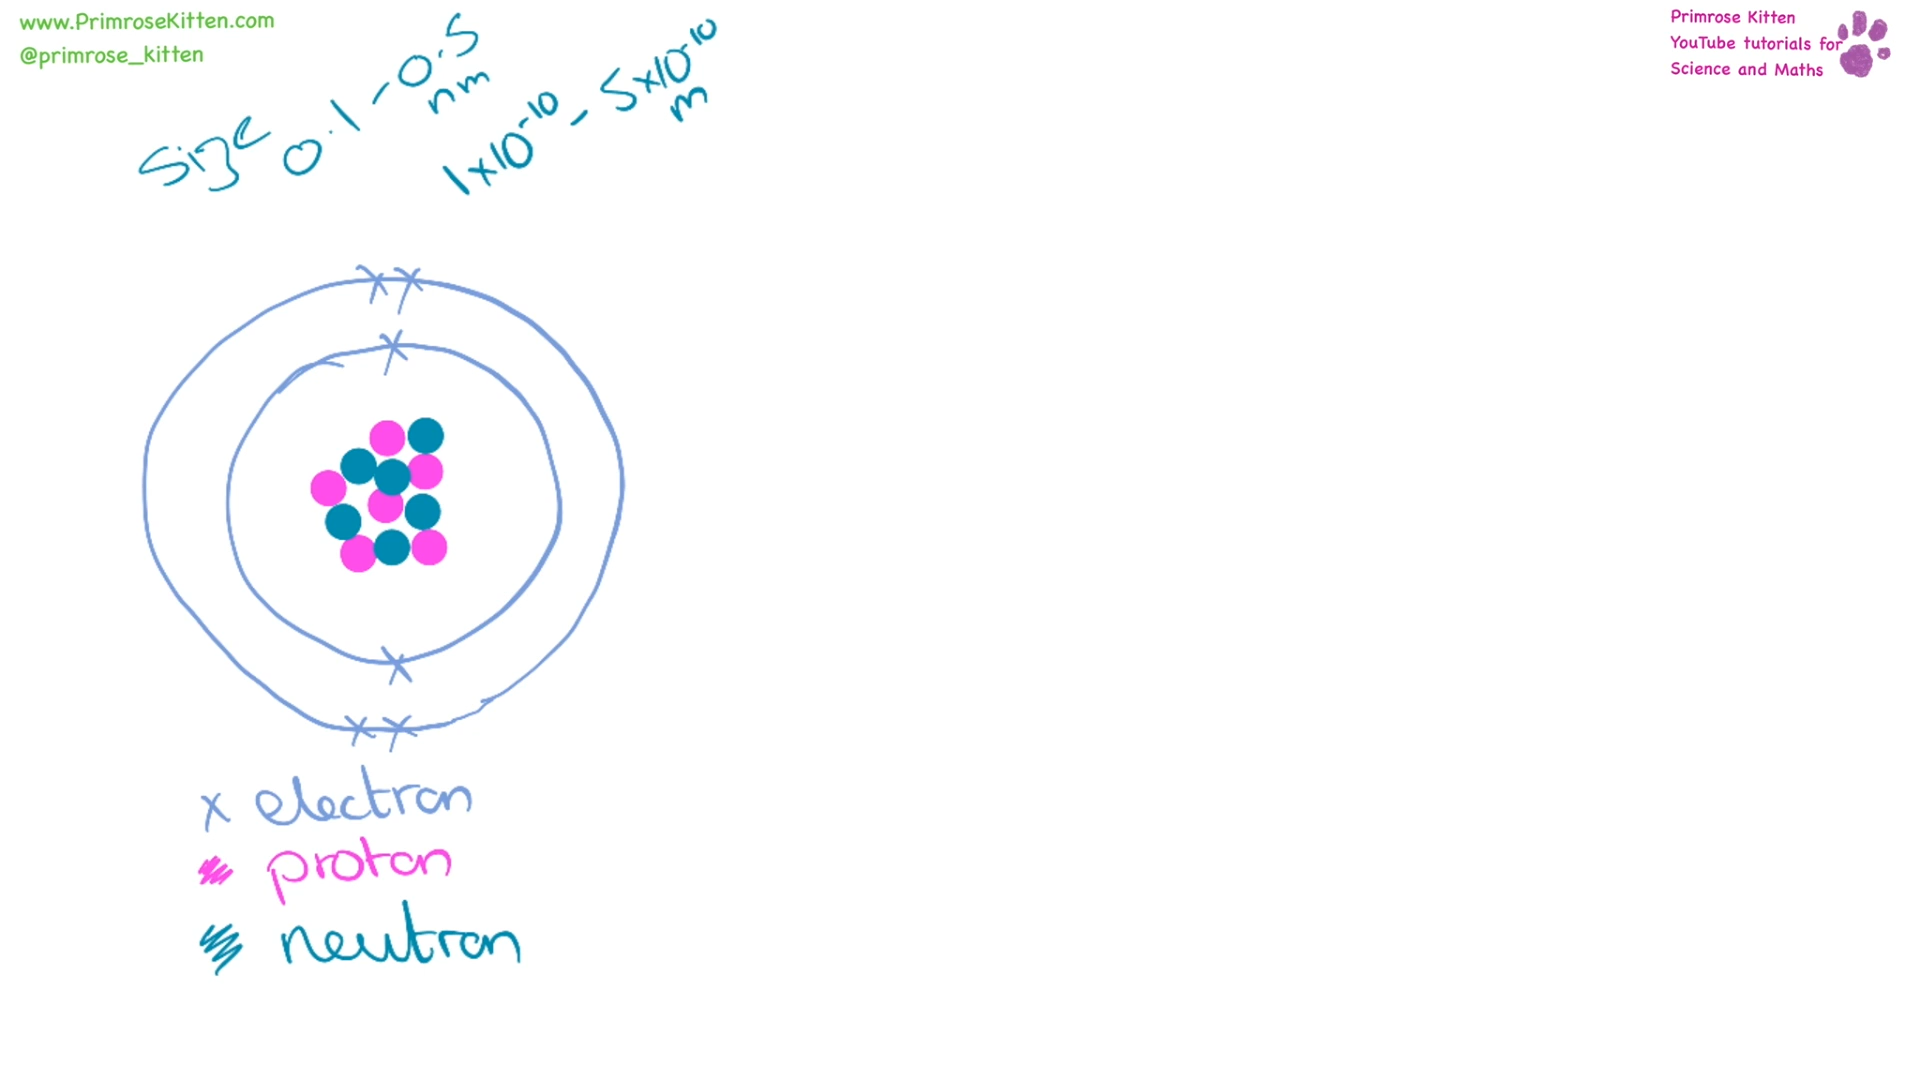 www.PrimroseKitten.com
@primrose_kitten
Primrose Kitten
YouTube tutorials for
Science and Maths
Size 0.1 - 0.5
nm
1x10⁻¹⁰ - 5x10⁻¹⁰
m
x electron
proton
neutron